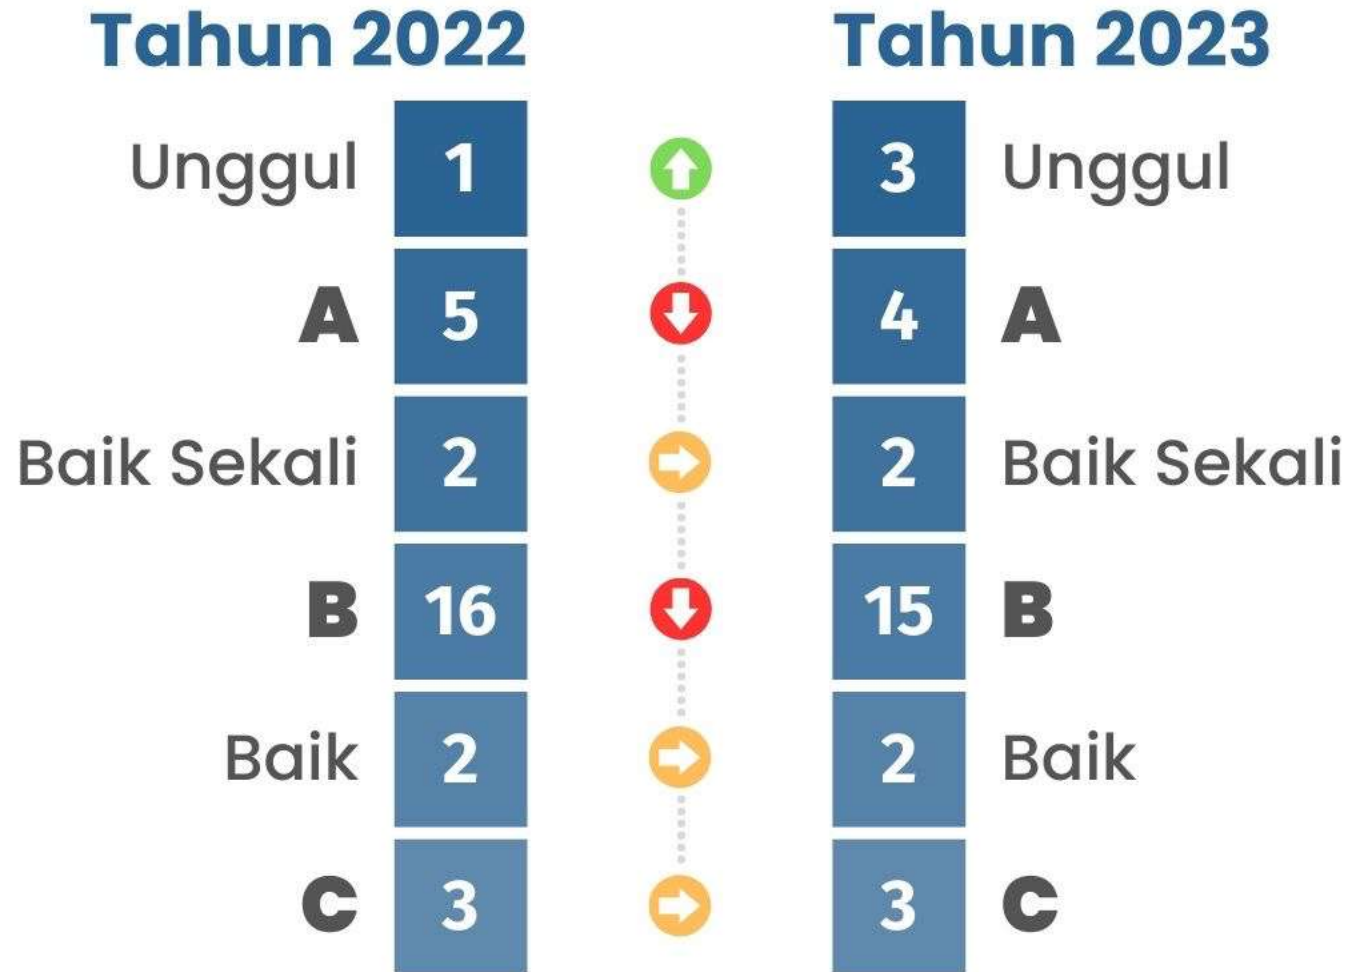 Tahun 2022 Tahun 2023
Unggul 1 3 Unggul
A 5 4 A
Baik Sekali 2 2 Baik Sekali
B 16 15 B
Baik 2 2 Baik
C 3 3 C